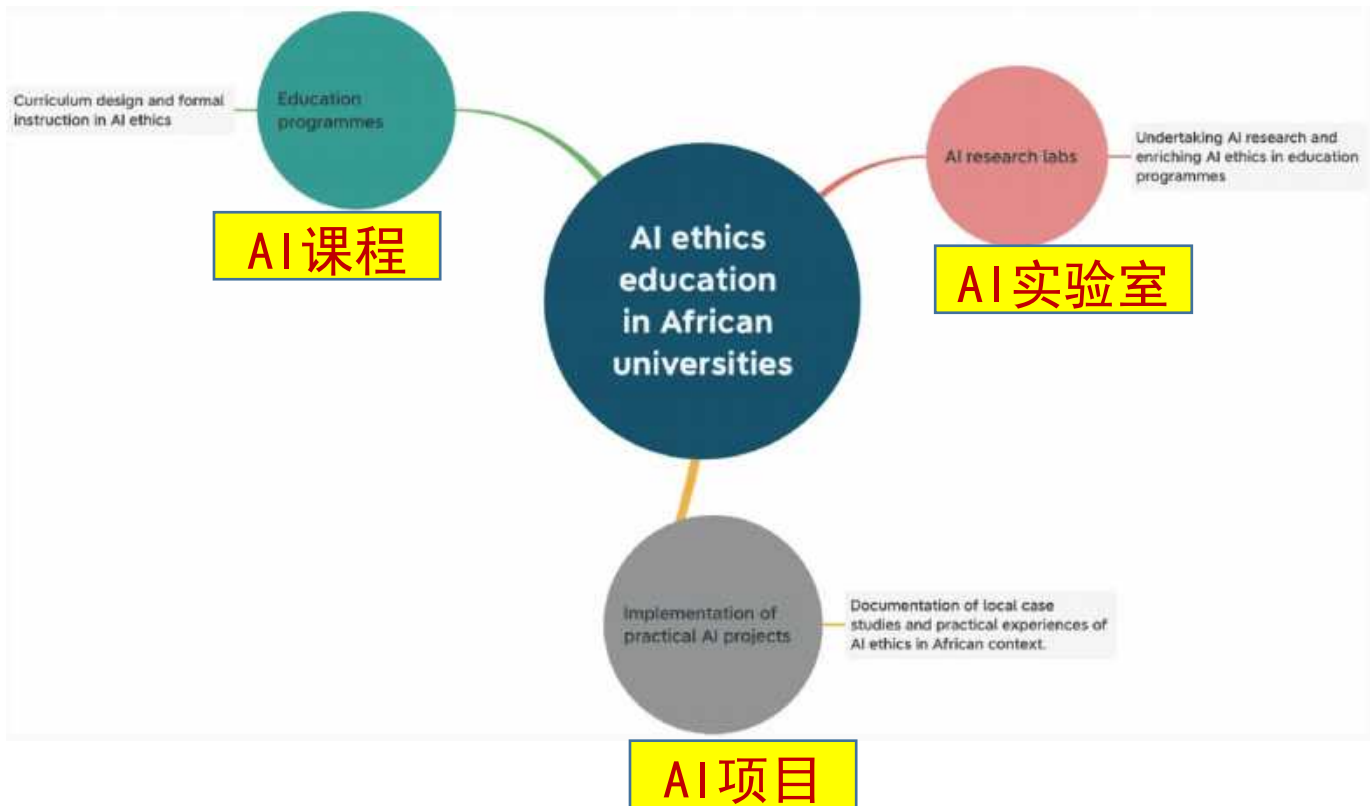 Curriculum design and formal
instruction in AI ethics
Education
programmes
AI课程
AI ethics
education
in African
universities
AI research labs
Undertaking AI research and
enriching AI ethics in education
programmes
AI实验室
Implementation of
practical AI projects
Documentation of local case
studies and practical experiences of
AI ethics in African context.
AI项目